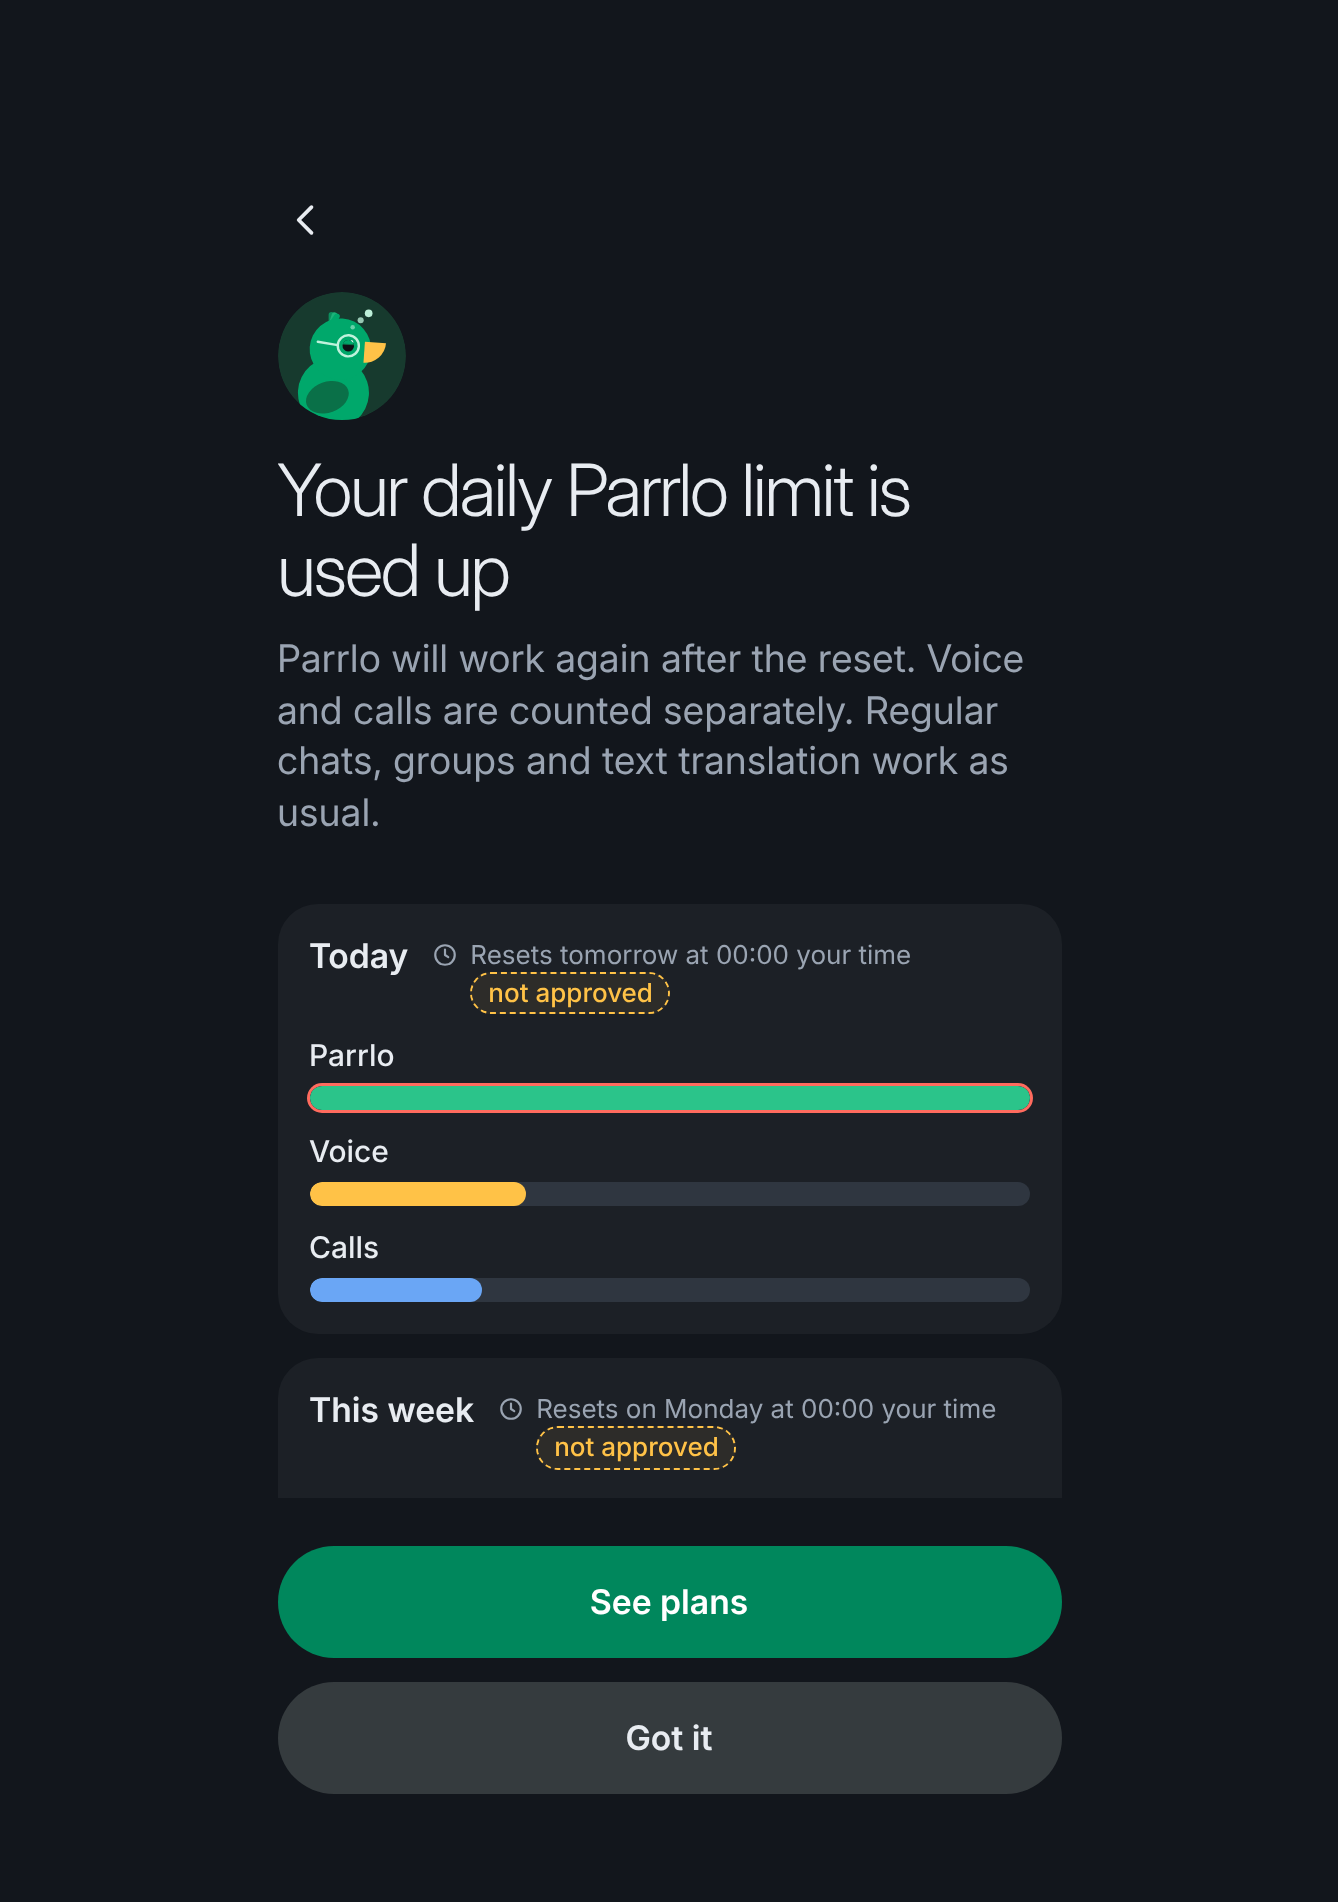 Your daily Parrlo limit is
used up
Parrlo will work again after the reset. Voice
and calls are counted separately. Regular
chats, groups and text translation work as
usual.
Today Resets tomorrow at 00:00 your time
not approved
Parrlo
Voice
Calls
This week Resets on Monday at 00:00 your time
not approved
See plans
Got it